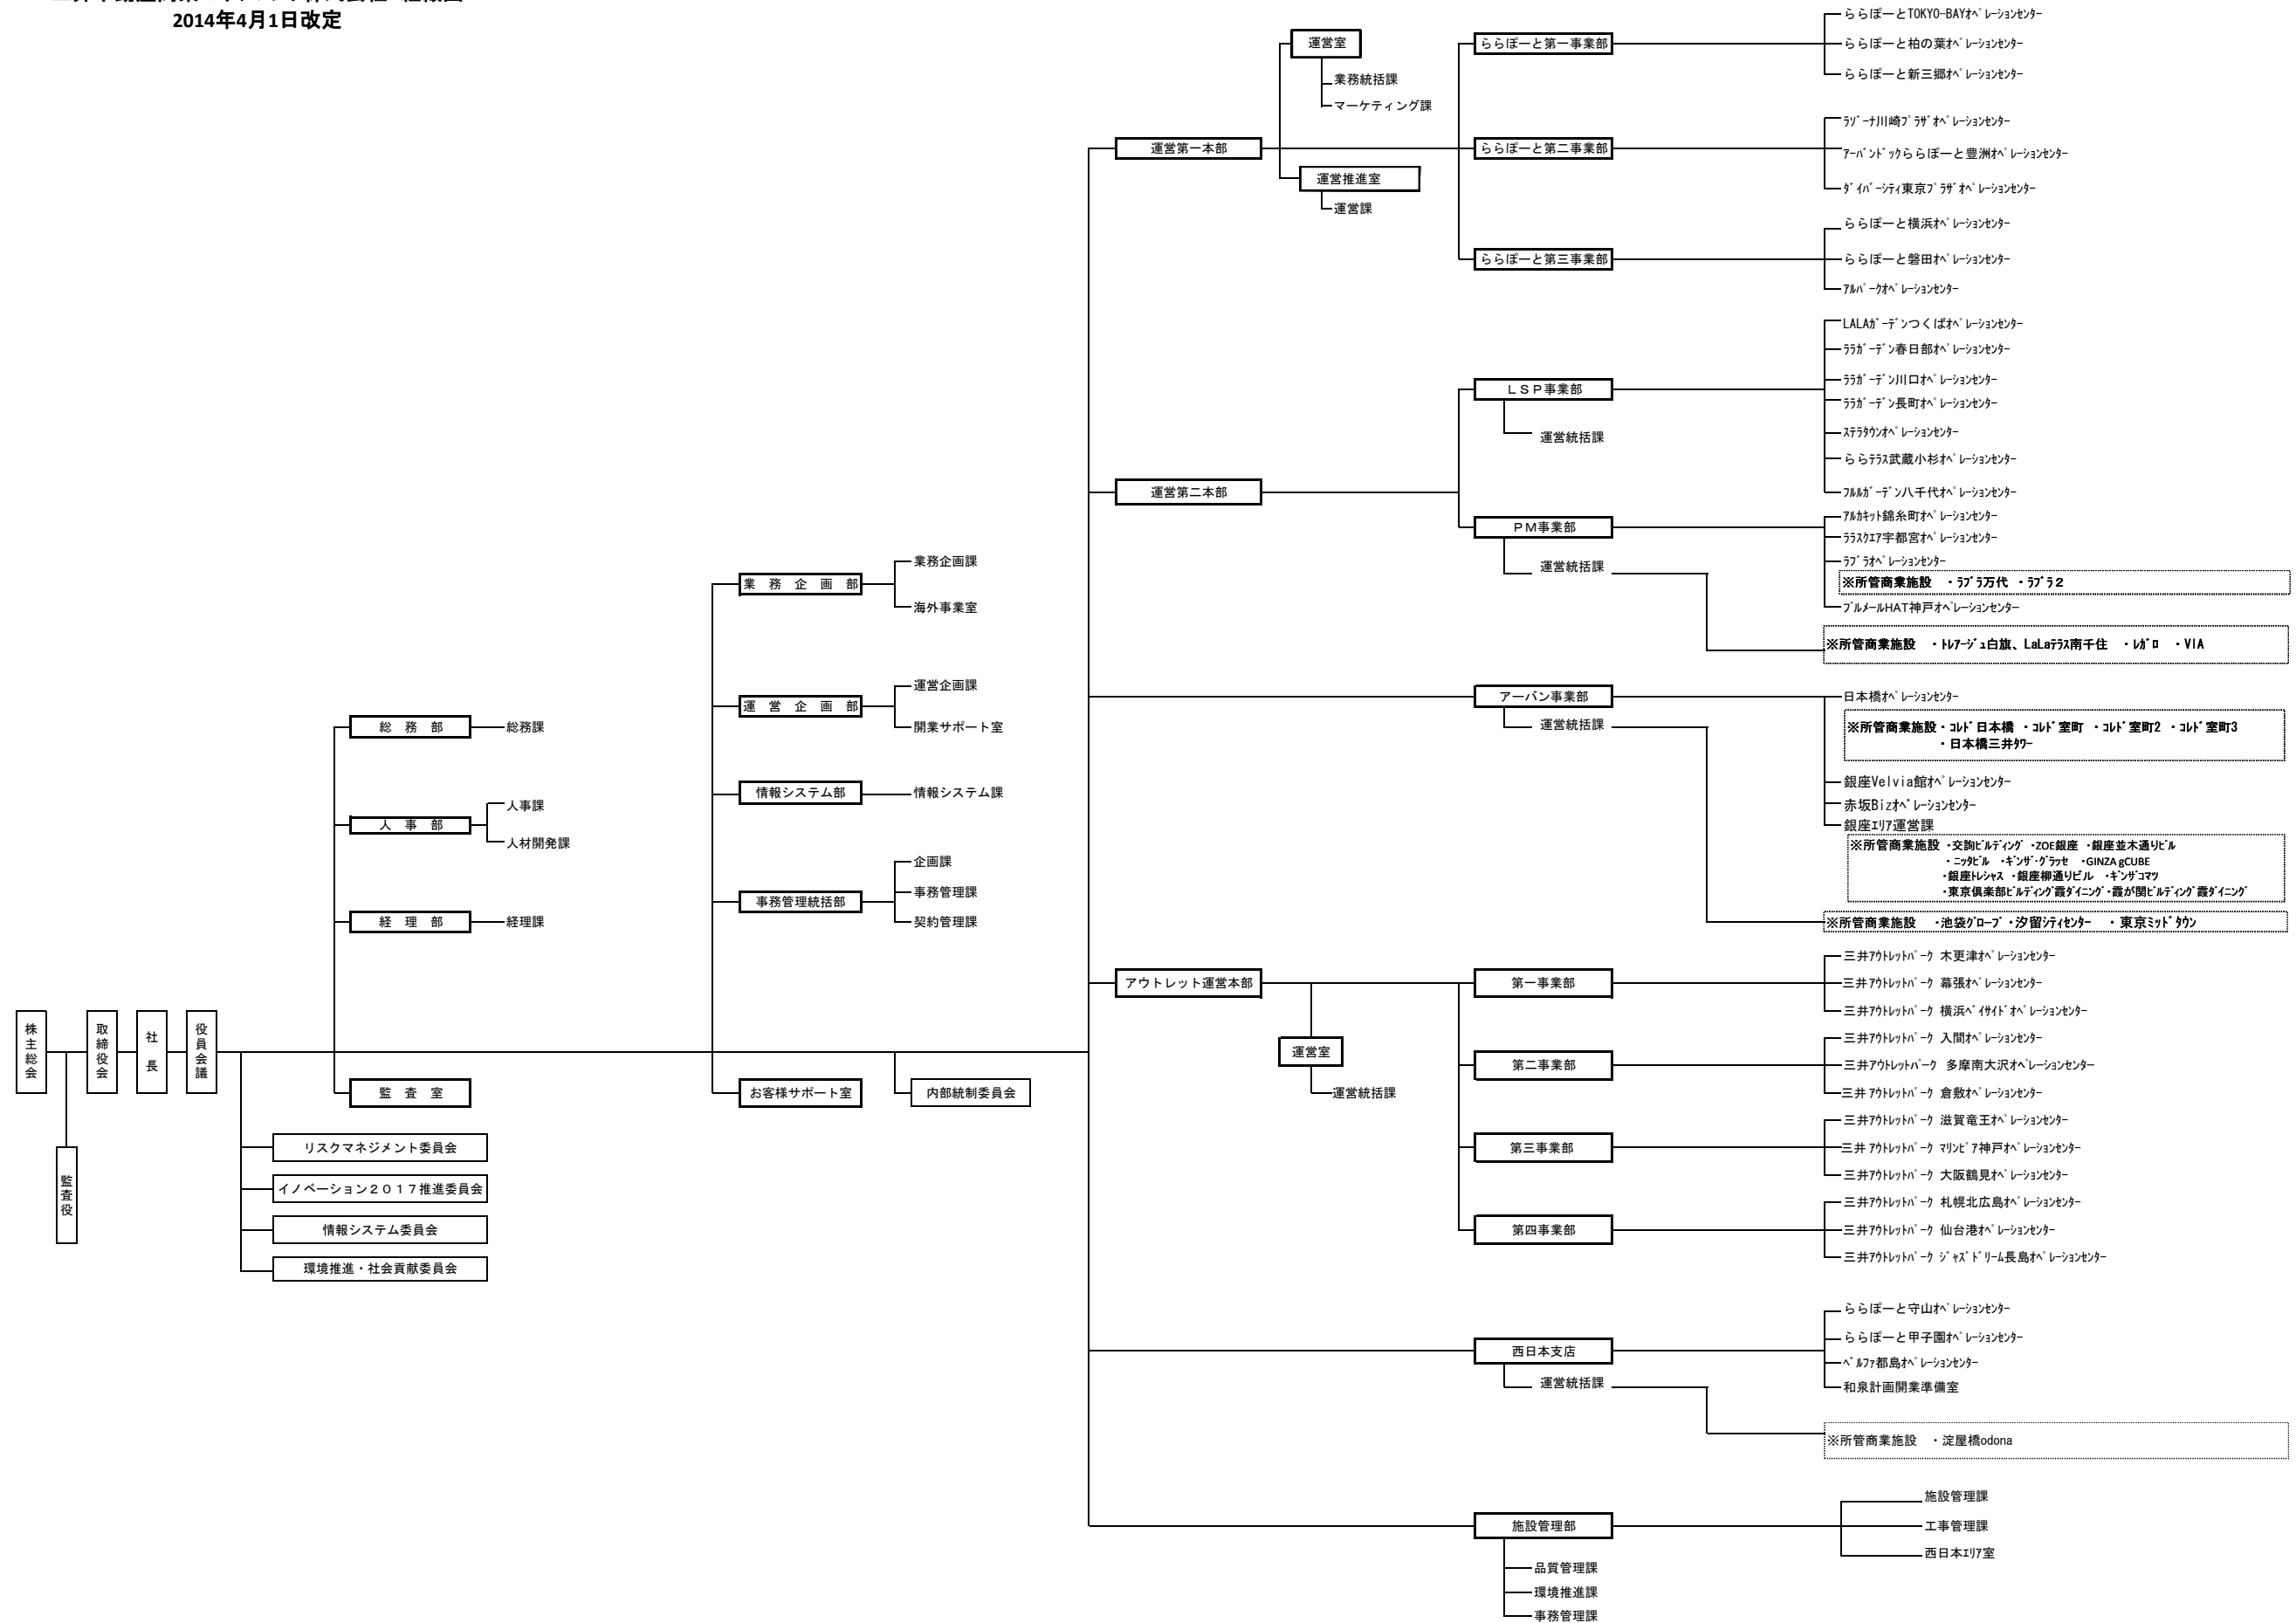 2014年4月1日改定
株主総会
監査役
取締役会
社長
役員会議
リスクマネジメント委員会
イノベーション2017推進委員会
情報システム委員会
環境推進・社会貢献委員会
総 務 部
総務課
人 事 部
人事課
人材開発課
経 理 部
経理課
監 査 室
業 務 企 画 部
業務企画課
海外事業室
運 営 企 画 部
運営企画課
開業サポート室
情報システム部
情報システム課
事務管理統括部
企画課
事務管理課
契約管理課
お客様サポート室
内部統制委員会
運営第一本部
運営室
業務統括課
マーケティング課
運営推進室
運営課
ららぽーと第一事業部
ららぽーとTOKYO-BAYオペレーションセンター
ららぽーと柏の葉オペレーションセンター
ららぽーと新三郷オペレーションセンター
ららぽーと第二事業部
ラゾーナ川崎プラザオペレーションセンター
アーバンドックららぽーと豊洲オペレーションセンター
ダイバーシティ東京プラザオペレーションセンター
ららぽーと第三事業部
ららぽーと横浜オペレーションセンター
ららぽーと磐田オペレーションセンター
アルパークオペレーションセンター
運営第二本部
LSP事業部
運営統括課
LALAガーデンつくばオペレーションセンター
ララガーデン春日部オペレーションセンター
ララガーデン川口オペレーションセンター
ララガーデン長町オペレーションセンター
ステラタウンオペレーションセンター
ららテラス武蔵小杉オペレーションセンター
フルルガーデン八千代オペレーションセンター
PM事業部
運営統括課
アルカキット錦糸町オペレーションセンター
ララスクエア宇都宮オペレーションセンター
ラブラオペレーションセンター
※所管商業施設 ・ラブラ万代 ・ラブラ2
ブルメールHAT神戸オペレーションセンター
※所管商業施設 ・トレアージュ白旗、LaLaテラス南千住 ・レガロ ・VIA
アーバン事業部
運営統括課
日本橋オペレーションセンター
※所管商業施設・コレド日本橋 ・コレド室町 ・コレド室町2 ・コレド室町3
・日本橋三井タワー
銀座Velvia館オペレーションセンター
赤坂Bizオペレーションセンター
銀座エリア運営課
※所管商業施設 ・交詢ビルディング ・ZOE銀座 ・銀座並木通りビル
・ニッタビル ・ギンザ・グラッセ ・GINZA gCUBE
・銀座トレシャス ・銀座柳通りビル ・ギンザコマツ
・東京倶楽部ビルディング霞ダイニング・霞が関ビルディング霞ダイニング
※所管商業施設 ・池袋グローブ・汐留シティセンター ・東京ミッドタウン
アウトレット運営本部
運営室
運営統括課
第一事業部
三井アウトレットパーク 木更津オペレーションセンター
三井アウトレットパーク 幕張オペレーションセンター
三井アウトレットパーク 横浜ベイサイドオペレーションセンター
第二事業部
三井アウトレットパーク 入間オペレーションセンター
三井アウトレットパーク 多摩南大沢オペレーションセンター
三井アウトレットパーク 倉敷オペレーションセンター
第三事業部
三井アウトレットパーク 滋賀竜王オペレーションセンター
三井アウトレットパーク マリンピア神戸オペレーションセンター
三井アウトレットパーク 大阪鶴見オペレーションセンター
第四事業部
三井アウトレットパーク 札幌北広島オペレーションセンター
三井アウトレットパーク 仙台港オペレーションセンター
三井アウトレットパーク ジャズドリーム長島オペレーションセンター
西日本支店
運営統括課
ららぽーと守山オペレーションセンター
ららぽーと甲子園オペレーションセンター
ベルファ都島オペレーションセンター
和泉計画開業準備室
※所管商業施設 ・淀屋橋odona
施設管理部
品質管理課
環境推進課
事務管理課
施設管理課
工事管理課
西日本エリア室